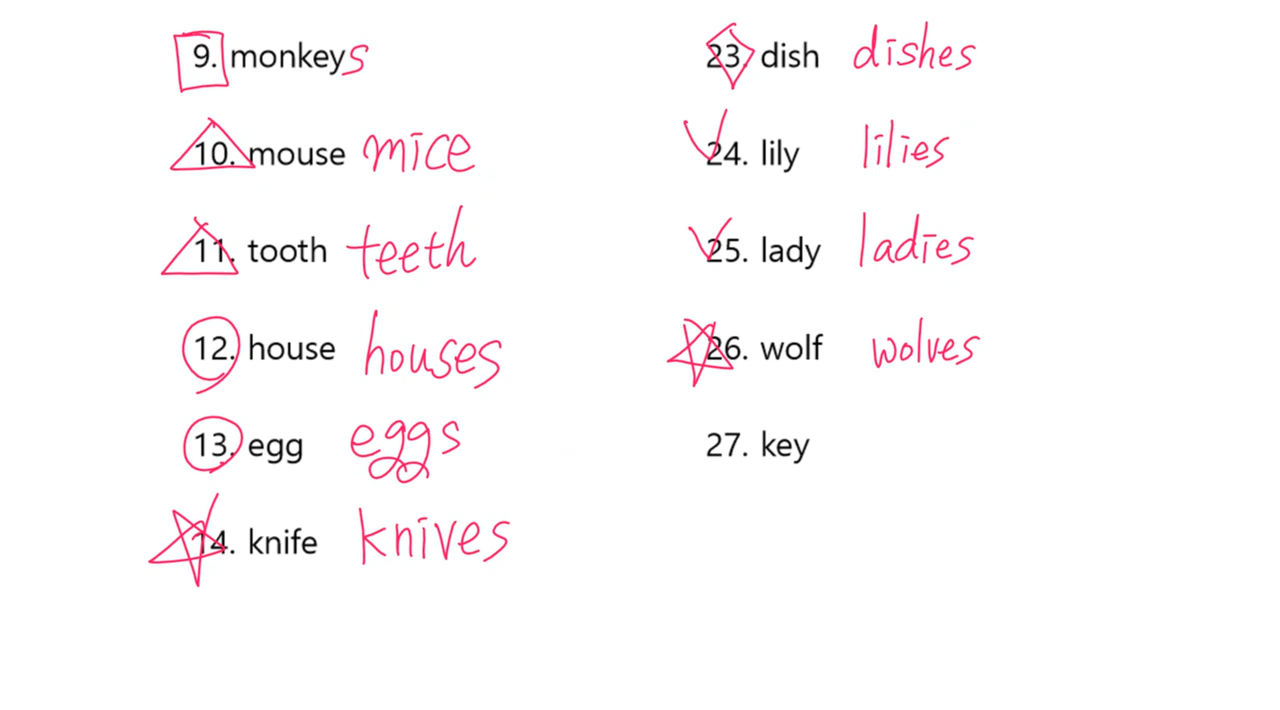 9. monkeys
10. mouse mice
11. tooth teeth
12. house houses
13. egg eggs
14. knife knives
23. dish dishes
24. lily lilies
25. lady ladies
26. wolf wolves
27. key